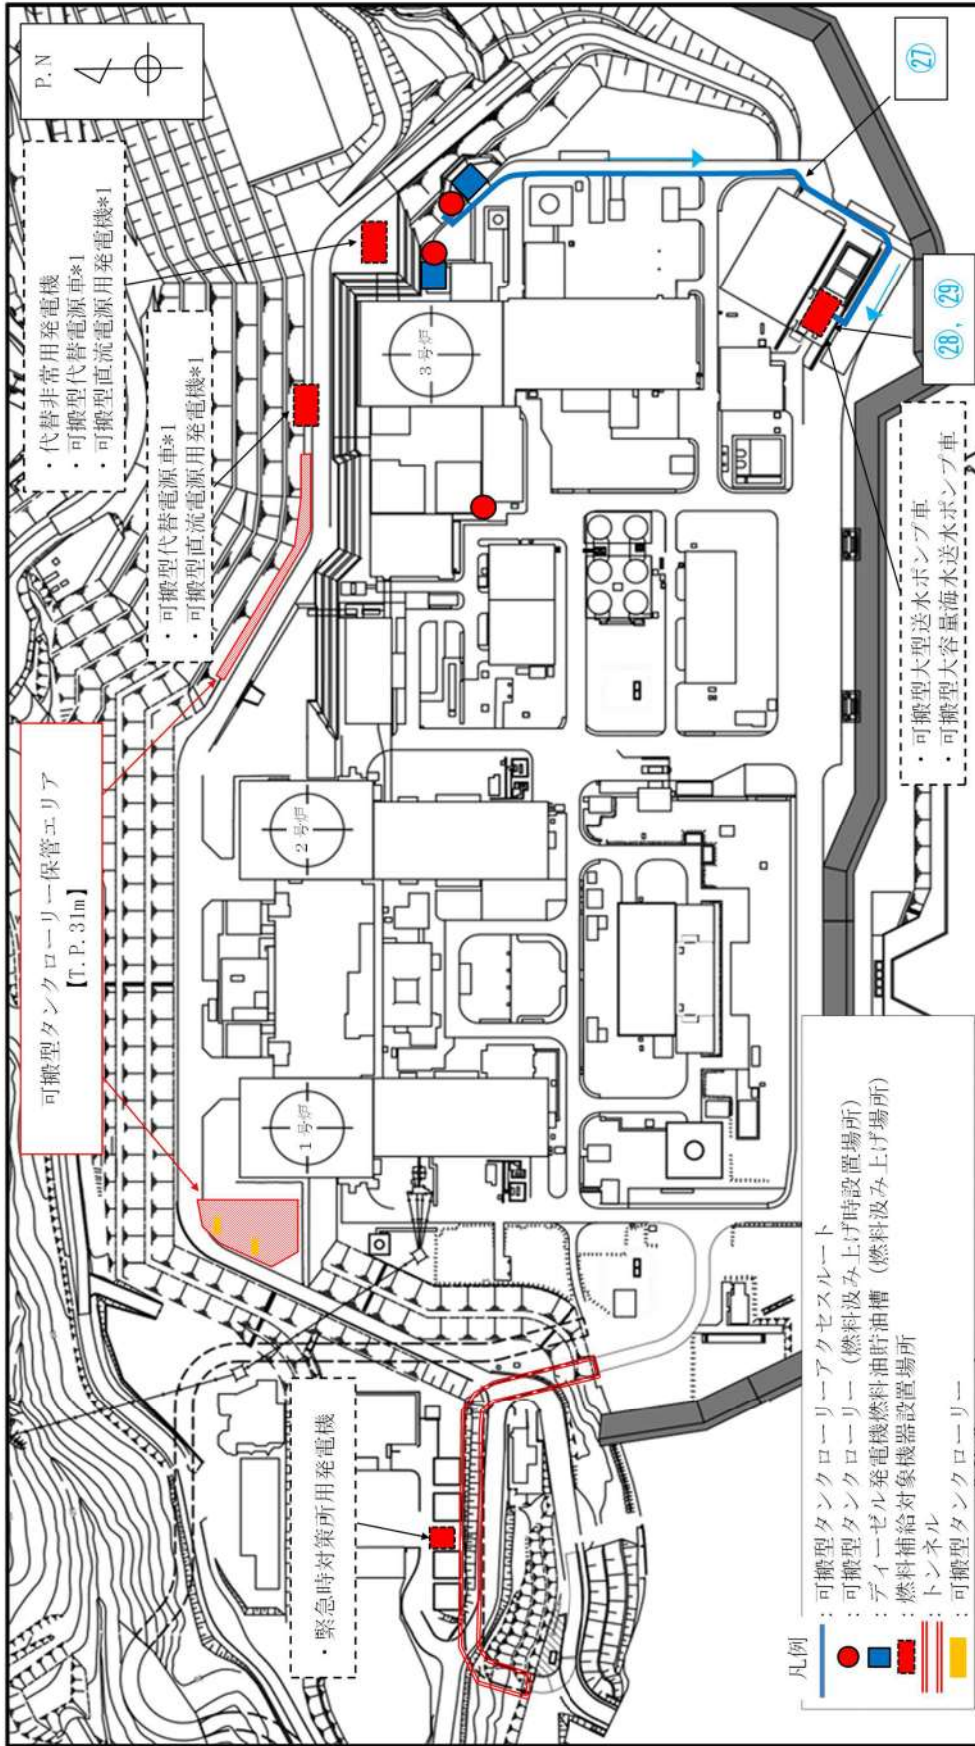 P.N
・代替非常用発電機
・可搬型代替電源車*1
・可搬型直流電源用発電機*1
・可搬型代替電源車*1
・可搬型直流電源用発電機*1
可搬型タンクローリー保管エリア
【T.P.31m】
・緊急時対策所用発電機
1号炉
2号炉
3号炉
㉗
㉘，㉙
・可搬型大型送水ポンプ車
・可搬型大容量海水送水ポンプ車
凡例
：可搬型タンクローリーアクセスルート
：可搬型タンクローリー（燃料汲み上げ時設置場所）
：ディーゼル発電機燃料油貯油槽（燃料汲み上げ場所）
：燃料補給対象機器設置場所
：トンネル
：可搬型タンクローリー